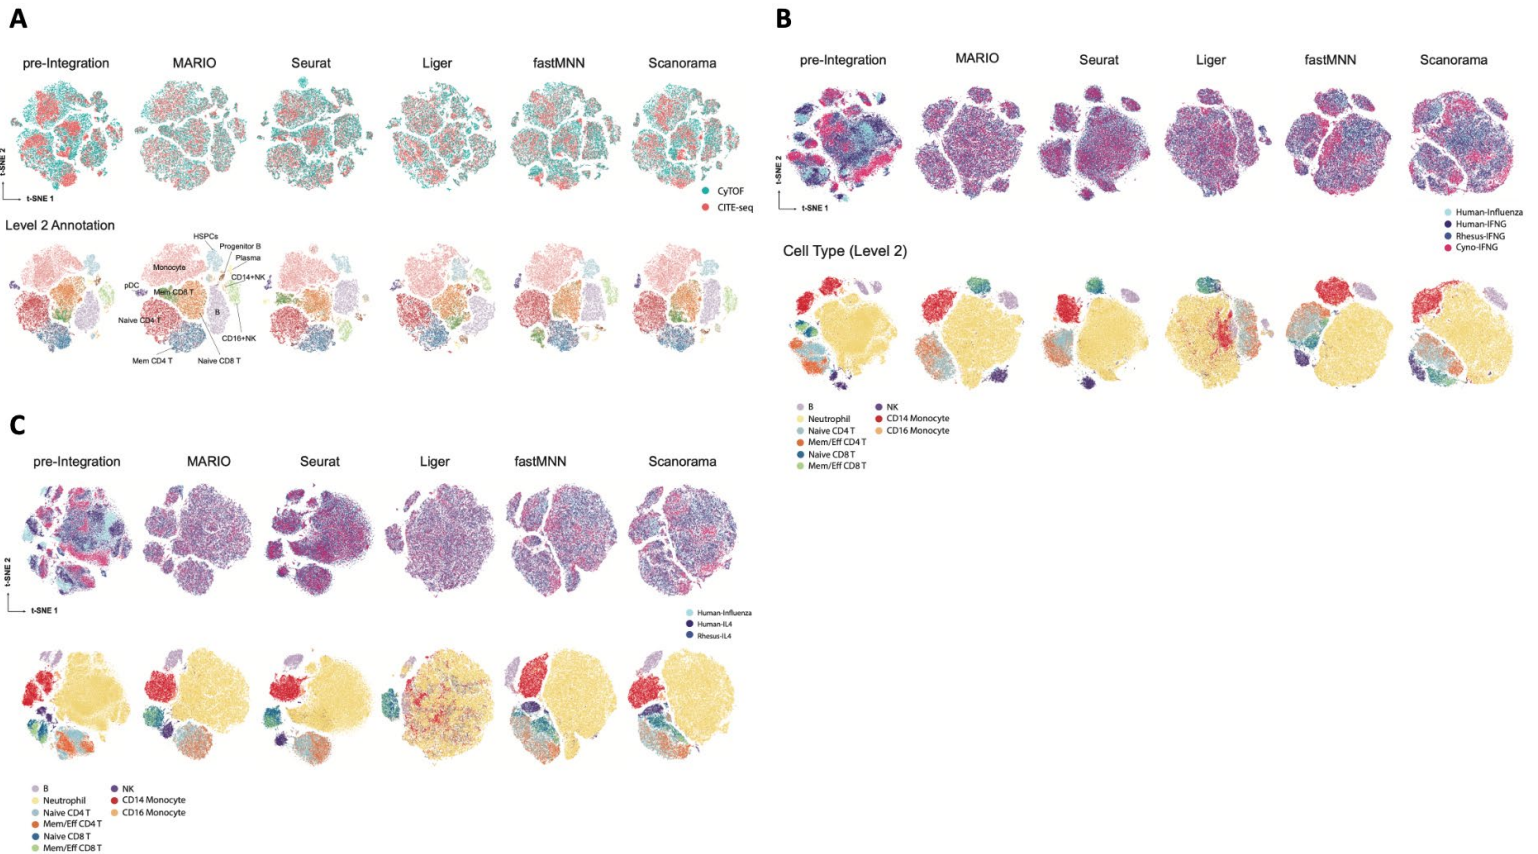 A
pre-Integration MARIO Seurat Liger fastMNN Scanorama
t-SNE 2
t-SNE 1
CyTOF
CITE-seq
Level 2 Annotation
HSPCs
Progenitor B
Plasma
Monocyte
CD14+NK
pDC
Mem CD8 T
B
Naive CD4 T
CD16+NK
Mem CD4 T
Naive CD8 T
B
pre-Integration MARIO Seurat Liger fastMNN Scanorama
t-SNE 2
t-SNE 1
Human-Influenza
Human-IFNG
Rhesus-IFNG
Cyno-IFNG
Cell Type (Level 2)
B
Neutrophil
Naive CD4 T
Mem/Eff CD4 T
Naive CD8 T
Mem/Eff CD8 T
NK
CD14 Monocyte
CD16 Monocyte
C
pre-Integration MARIO Seurat Liger fastMNN Scanorama
t-SNE 2
t-SNE 1
Human-Influenza
Human-IL4
Rhesus-IL4
B
Neutrophil
Naive CD4 T
Mem/Eff CD4 T
Naive CD8 T
Mem/Eff CD8 T
NK
CD14 Monocyte
CD16 Monocyte